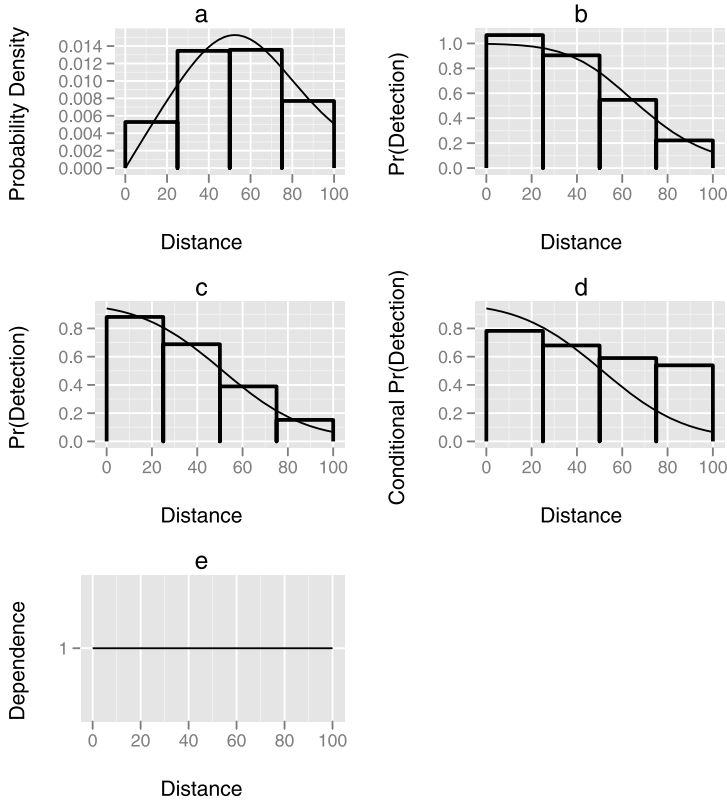 a
Probability Density
0.014
0.012
0.010
0.008
0.006
0.004
0.002
0.000
0 20 40 60 80 100
Distance
b
Pr(Detection)
1.0
0.8
0.6
0.4
0.2
0.0
0 20 40 60 80 100
Distance
c
Pr(Detection)
0.8
0.6
0.4
0.2
0.0
0 20 40 60 80 100
Distance
d
Conditional Pr(Detection)
0.8
0.6
0.4
0.2
0.0
0 20 40 60 80 100
Distance
e
Dependence
1
0 20 40 60 80 100
Distance